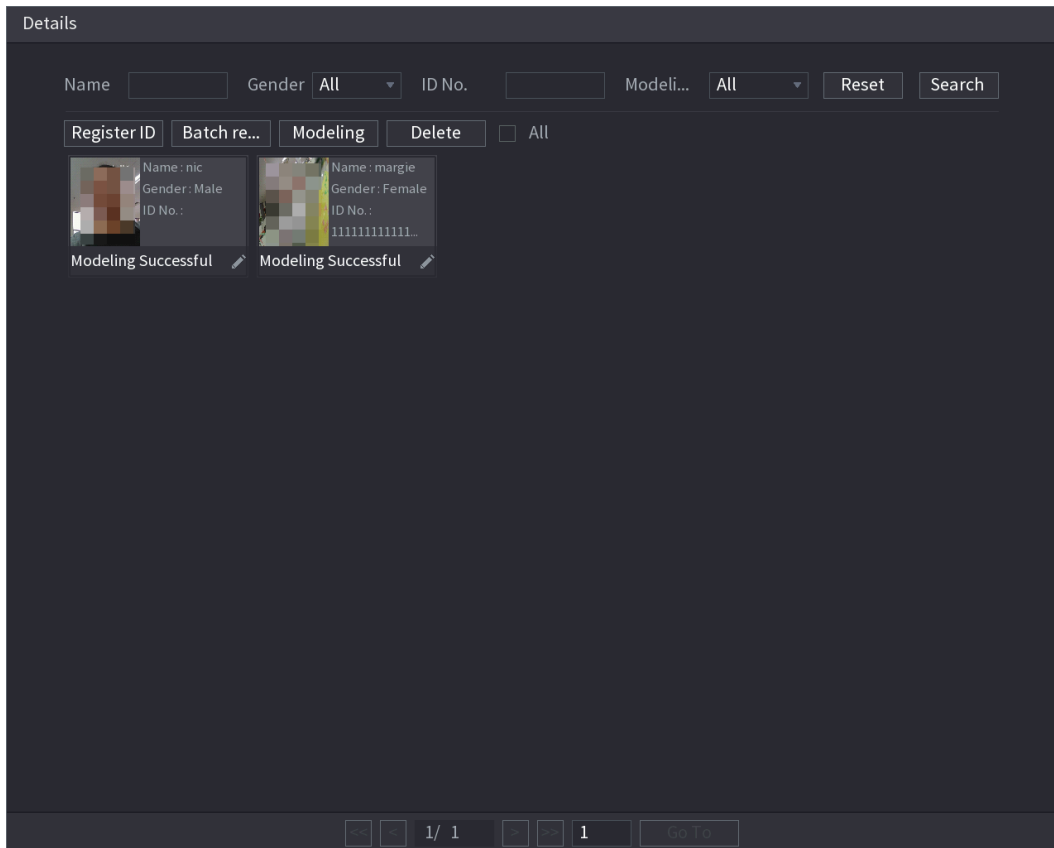 Details
Name Gender All ID No. Modeli... All Reset Search
Register ID Batch re... Modeling Delete All
Name : nic
Gender : Male
ID No. :
Modeling Successful
Name : margie
Gender : Female
ID No. :
111111111111...
Modeling Successful
<< < 1/ 1 > >> 1 Go To